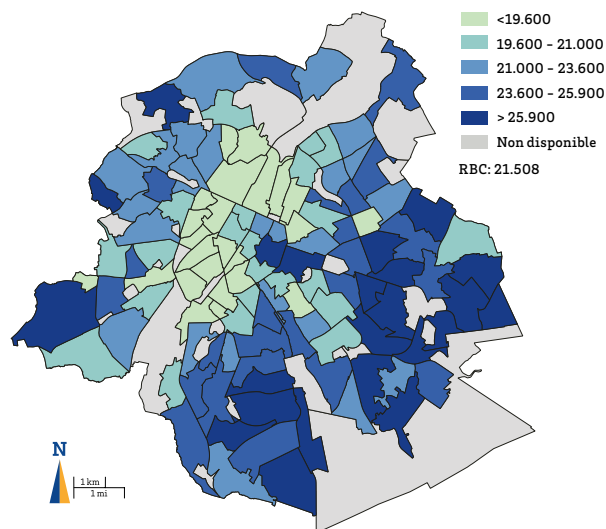 <19.600
19.600 - 21.000
21.000 - 23.600
23.600 - 25.900
> 25.900
Non disponible
RBC: 21.508
N
1 km
1 mi